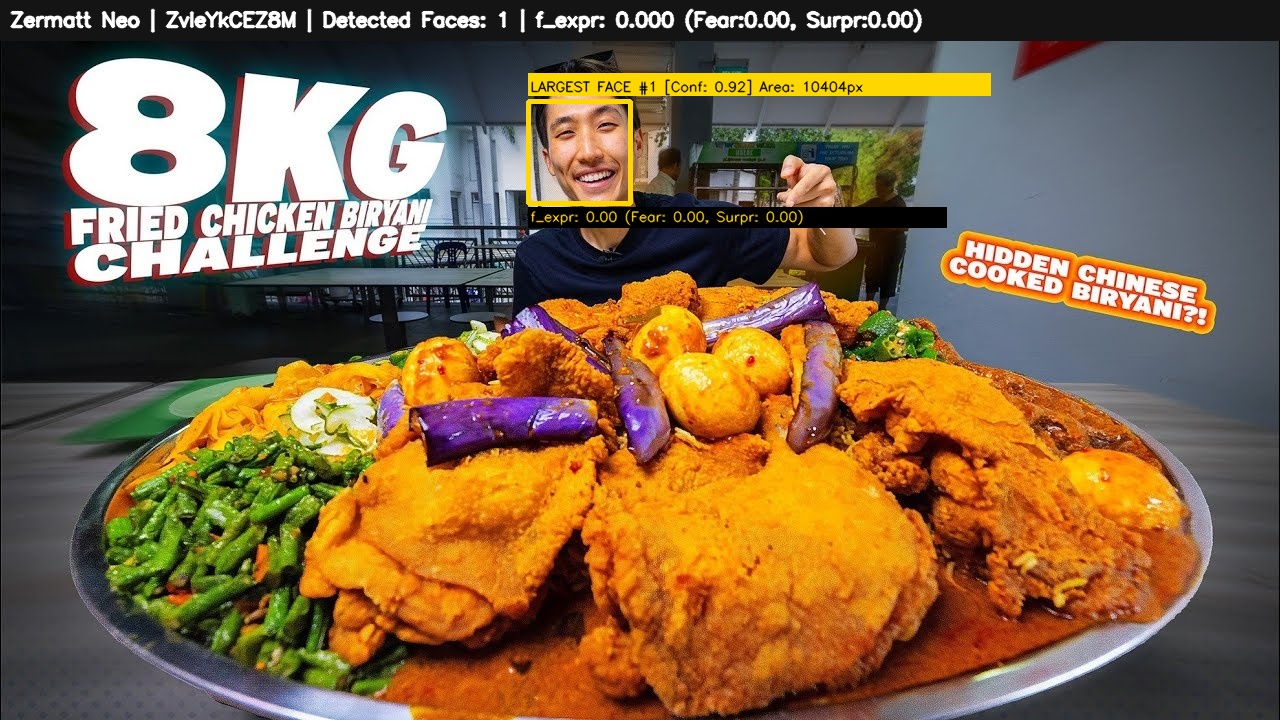 Zermatt Neo | ZvIeYkCEZ8M | Detected Faces: 1 | f_expr: 0.000 (Fear:0.00, Surpr:0.00)
LARGEST FACE #1 [Conf: 0.92] Area: 10404px
f_expr: 0.00 (Fear: 0.00, Surpr: 0.00)
8KG
FRIED CHICKEN BIRYANI
CHALLENGE
HIDDEN CHINESE
COOKED BIRYANI?!